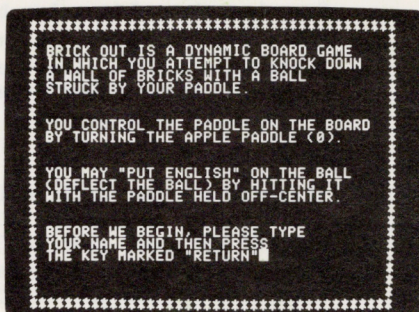 BRICK OUT IS A DYNAMIC BOARD GAME
IN WHICH YOU ATTEMPT TO KNOCK DOWN
A WALL OF BRICKS WITH A BALL
STRUCK BY YOUR PADDLE.
YOU CONTROL THE PADDLE ON THE BOARD
BY TURNING THE APPLE PADDLE (0).
YOU MAY "PUT ENGLISH" ON THE BALL
(DEFLECT THE BALL) BY HITTING IT
WITH THE PADDLE HELD OFF-CENTER.
BEFORE WE BEGIN, PLEASE TYPE
YOUR NAME AND THEN PRESS
THE KEY MARKED "RETURN"